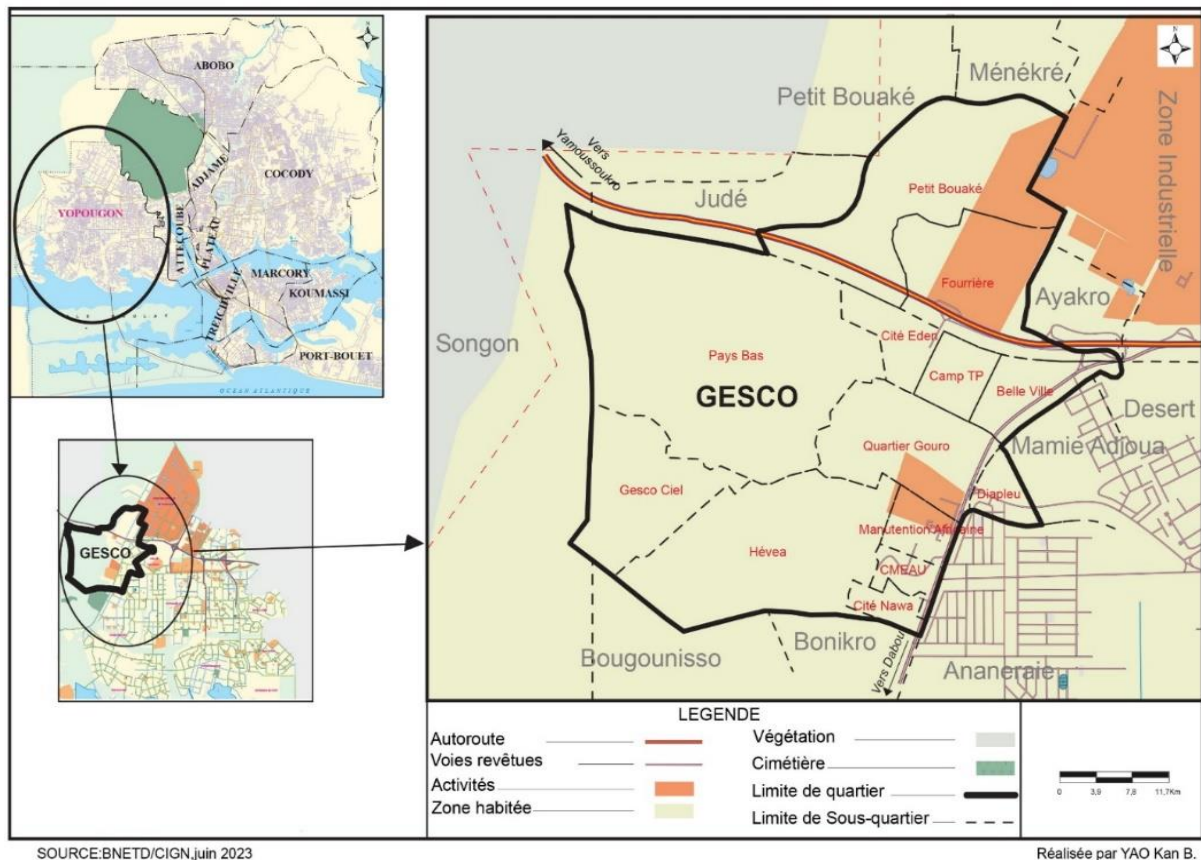 ABOBO
ADJAME
COCODY
YOPOUGON
ATTECOUBE
PLATEAU
MARCORY
KOUMASSI
TREICHVILLE
PORT-BOUET
OCEAN ATLANTIQUE
GESCO
Ménékré
Petit Bouaké
Zone Industrielle
Vers
Yamoussoukro
Judé
Petit Bouaké
Fourrière
Ayakro
Songon
Cité Eden
Pays Bas
Camp TP
GESCO
Belle Ville
Desert
Mamie Adjoua
Quartier Gouro
Gesco Ciel
Diapleu
Manutention Africaine
Hévea
CMEAU
Cité Nawa
Bonikro
Bougounisso
Vers Dabou
Ananeraie
LEGENDE
Autoroute
Voies revêtues
Activités
Zone habitée
Végétation
Cimétière
Limite de quartier
Limite de Sous-quartier
0 3,9 7,8 11,7Km
SOURCE:BNETD/CIGN,juin 2023
Réalisée par YAO Kan B.